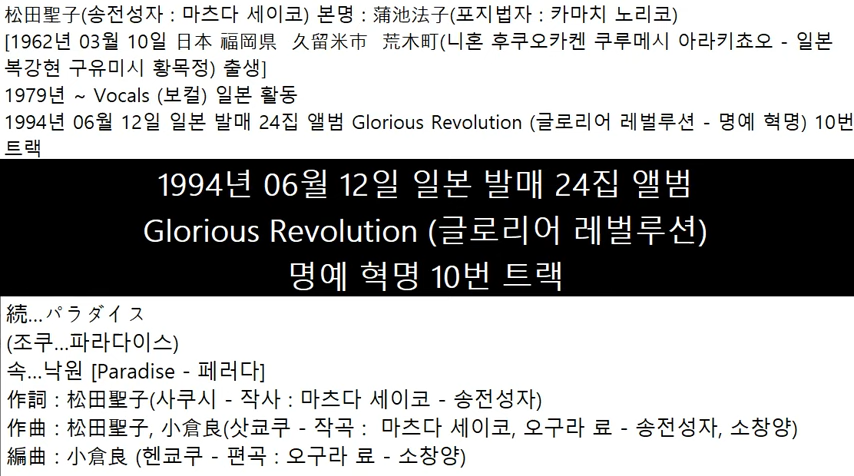 松田聖子(송전성자 : 마츠다 세이코) 본명 : 蒲池法子(포지법자 : 카마치 노리코)
[1962년 03월 10일 日本 福岡県 久留米市 荒木町(니혼 후쿠오카켄 쿠루메시 아라키쵸오 - 일본
복강현 구유미시 황목정) 출생]
1979년 ~ Vocals (보컬) 일본 활동
1994년 06월 12일 일본 발매 24집 앨범 Glorious Revolution (글로리어 레벌루션 - 명예 혁명) 10번
트랙
1994년 06월 12일 일본 발매 24집 앨범
Glorious Revolution (글로리어 레벌루션)
명예 혁명 10번 트랙
続...パラダイス
(조쿠...파라다이스)
속...낙원 [Paradise - 페러다]
作詞 : 松田聖子(사쿠시 - 작사 : 마츠다 세이코 - 송전성자)
作曲 : 松田聖子, 小倉良(삿쿄쿠 - 작곡 : 마츠다 세이코, 오구라 료 - 송전성자, 소창양)
編曲 : 小倉良 (헨쿄쿠 - 편곡 : 오구라 료 - 소창양)